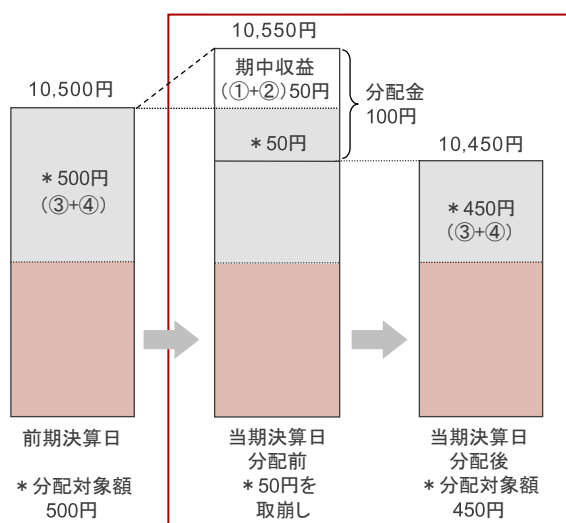 10,550円
10,500円
期中収益
(①+②)50円
分配金
100円
10,450円
＊50円
＊500円
(③+④)
＊450円
(③+④)
前期決算日
＊分配対象額
500円
当期決算日
分配前
＊50円を
取崩し
当期決算日
分配後
＊分配対象額
450円